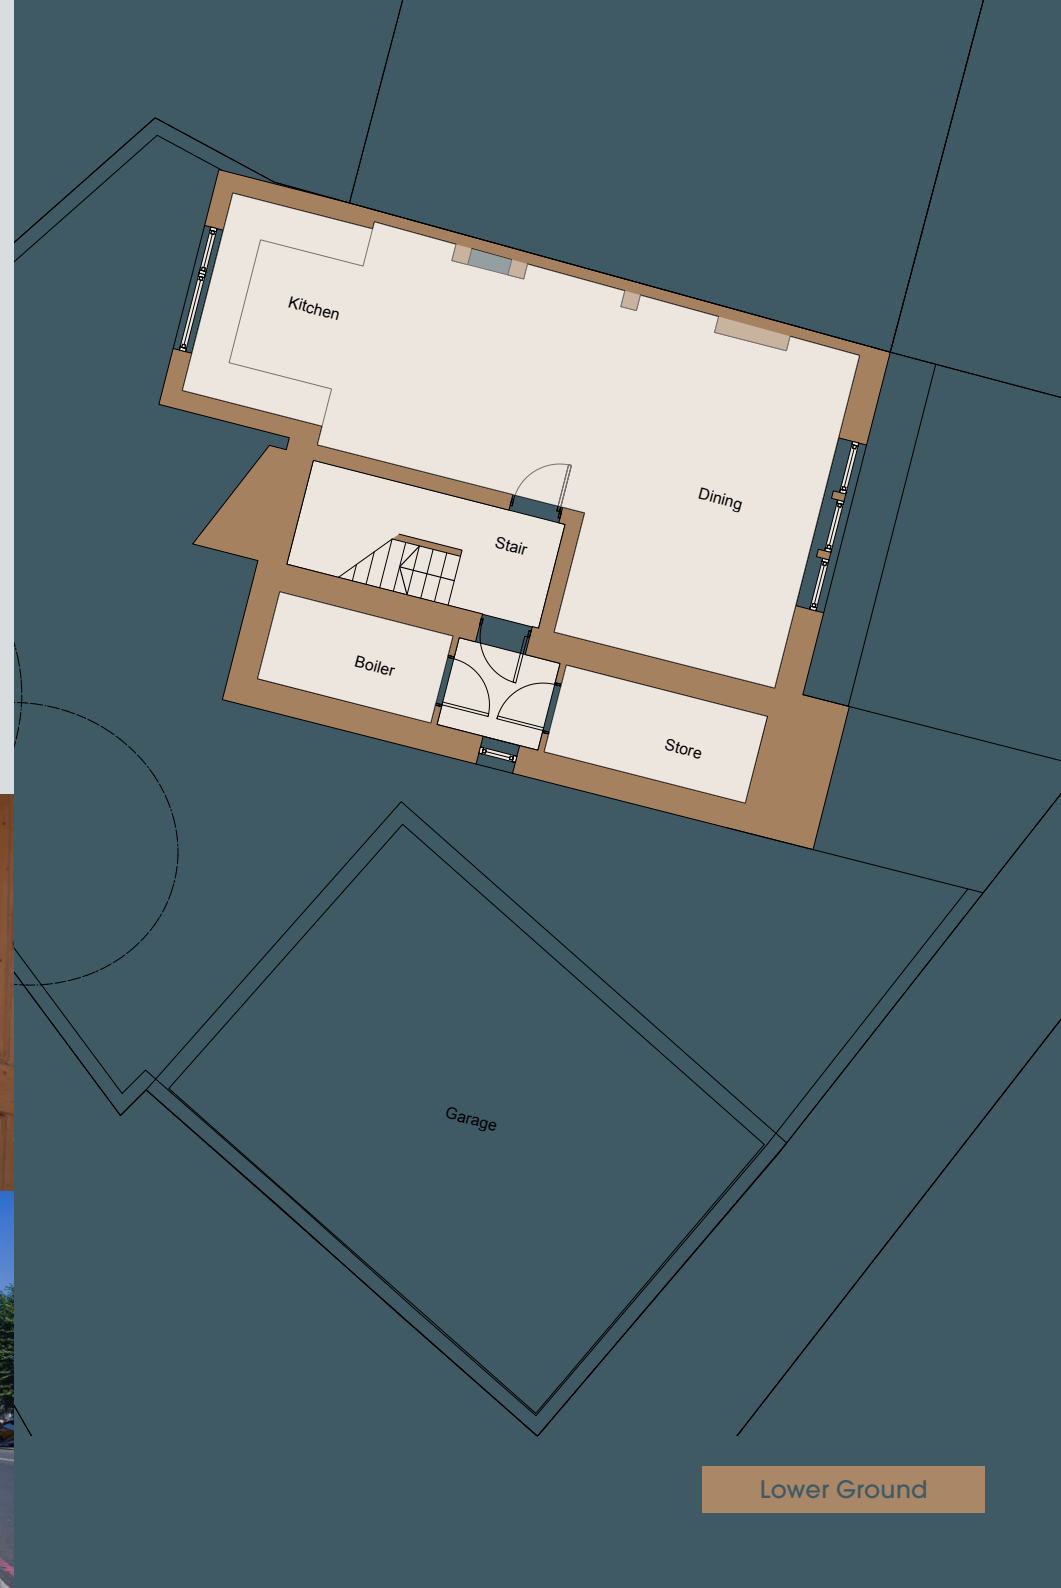 Kitchen
Dining
Stair
Boiler
Store
Garage
Lower Ground